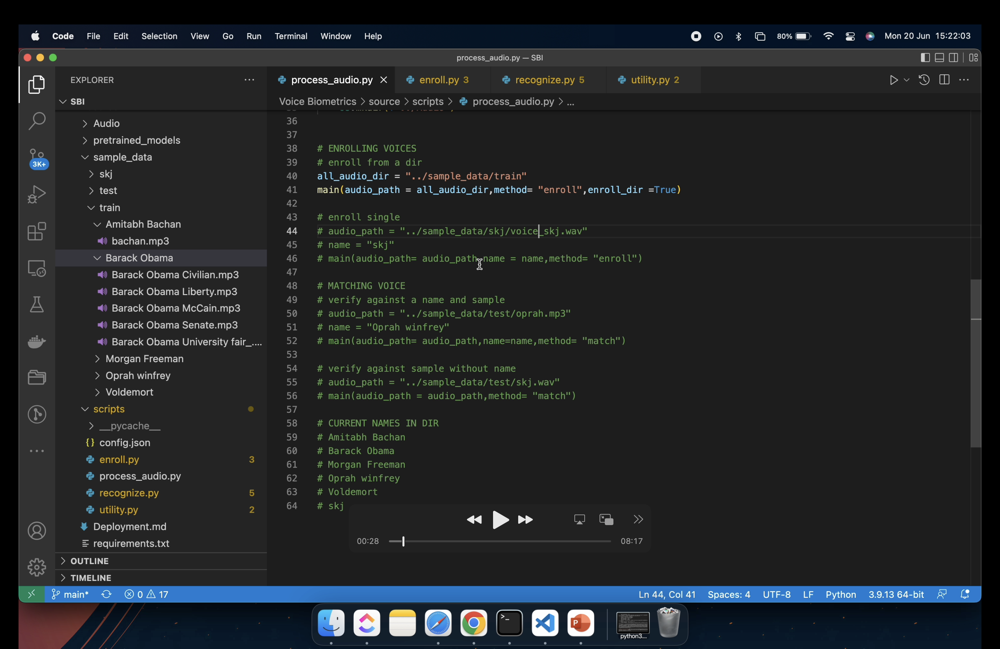 Code File Edit Selection View Go Run Terminal Window Help 80% Mon 20 Jun 15:22:03
process_audio.py — SBI
EXPLORER
SBI
Audio
pretrained_models
sample_data
skj
test
train
Amitabh Bachan
bachan.mp3
Barack Obama
Barack Obama Civilian.mp3
Barack Obama Liberty.mp3
Barack Obama McCain.mp3
Barack Obama Senate.mp3
Barack Obama University fair_....
Morgan Freeman
Oprah winfrey
Voldemort
scripts
__pycache__
config.json
enroll.py 3
process_audio.py
recognize.py 5
utility.py 2
Deployment.md
requirements.txt
OUTLINE
TIMELINE
3K+
process_audio.py enroll.py 3 recognize.py 5 utility.py 2
Voice Biometrics > source > scripts > process_audio.py > ...
36
37
38 # ENROLLING VOICES
39 # enroll from a dir
40 all_audio_dir = "../sample_data/train"
41 main(audio_path = all_audio_dir,method= "enroll",enroll_dir =True)
42
43 # enroll single
44 # audio_path = "../sample_data/skj/voice_skj.wav"
45 # name = "skj"
46 # main(audio_path= audio_path,name = name,method= "enroll")
47
48 # MATCHING VOICE
49 # verify against a name and sample
50 # audio_path = "../sample_data/test/oprah.mp3"
51 # name = "Oprah winfrey"
52 # main(audio_path= audio_path,name=name,method= "match")
53
54 # verify against sample without name
55 # audio_path = "../sample_data/test/skj.wav"
56 # main(audio_path = audio_path,method= "match")
57
58 # CURRENT NAMES IN DIR
59 # Amitabh Bachan
60 # Barack Obama
61 # Morgan Freeman
62 # Oprah winfrey
63 # Voldemort
64 # skj
00:28 08:17
main* 0 17 Ln 44, Col 41 Spaces: 4 UTF-8 LF Python 3.9.13 64-bit
python3....